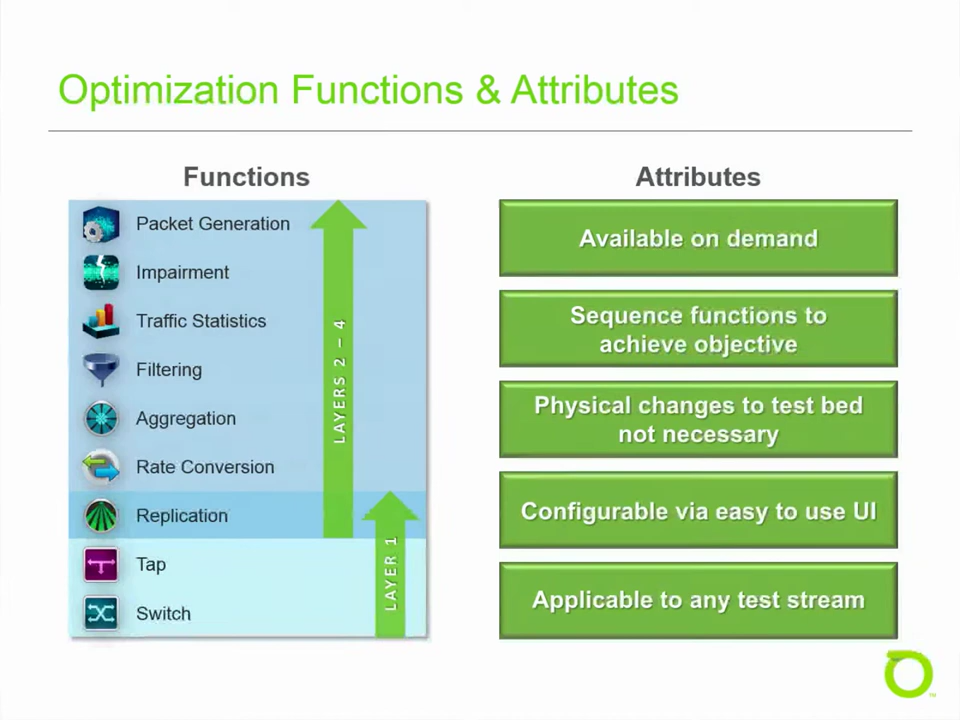 Optimization Functions & Attributes
Functions
Packet Generation
Impairment
Traffic Statistics
Filtering
Aggregation
Rate Conversion
Replication
Tap
Switch
LAYERS 2 – 4
LAYER 1
Attributes
Available on demand
Sequence functions to
achieve objective
Physical changes to test bed
not necessary
Configurable via easy to use UI
Applicable to any test stream
™